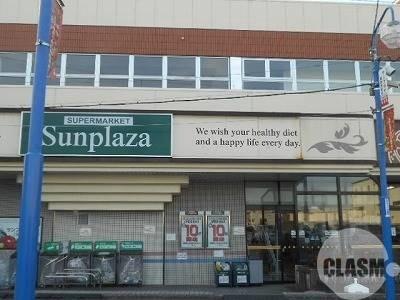 SUPERMARKET
Sunplaza
We wish your healthy diet
and a happy life every day.
10
10
CLASM